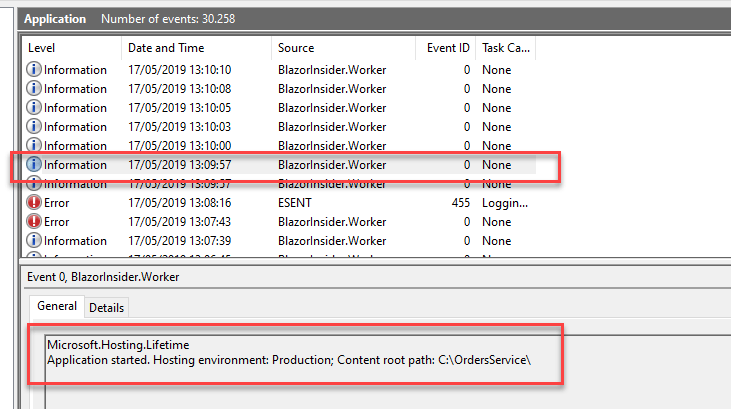 Application Number of events: 30.258
Level Date and Time Source Event ID Task Ca...
Information 17/05/2019 13:10:10 BlazorInsider.Worker 0 None
Information 17/05/2019 13:10:08 BlazorInsider.Worker 0 None
Information 17/05/2019 13:10:05 BlazorInsider.Worker 0 None
Information 17/05/2019 13:10:03 BlazorInsider.Worker 0 None
Information 17/05/2019 13:10:00 BlazorInsider.Worker 0 None
Information 17/05/2019 13:09:57 BlazorInsider.Worker 0 None
Information 17/05/2019 13:09:57 BlazorInsider.Worker 0 None
Error 17/05/2019 13:08:16 ESENT 455 Loggin...
Error 17/05/2019 13:07:43 BlazorInsider.Worker 0 None
Information 17/05/2019 13:07:39 BlazorInsider.Worker 0 None
Event 0, BlazorInsider.Worker
General Details
Microsoft.Hosting.Lifetime
Application started. Hosting environment: Production; Content root path: C:\OrdersService\